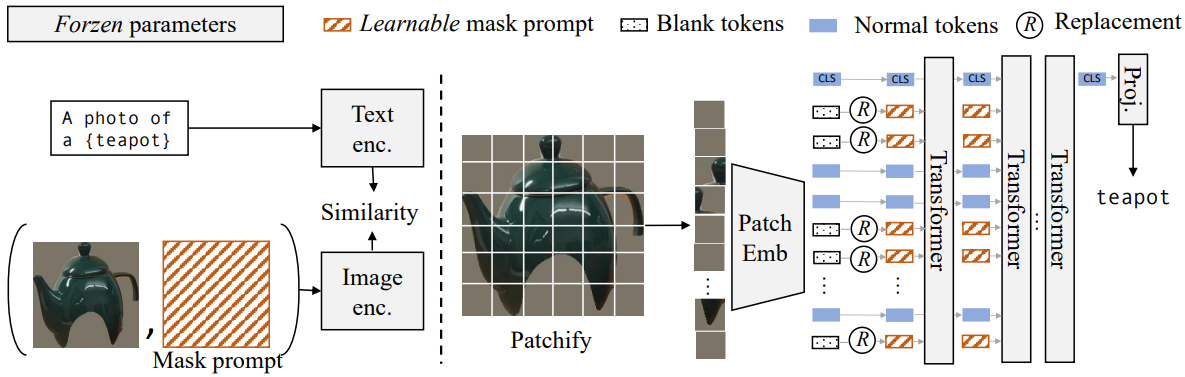 Forzen parameters
Learnable mask prompt
Blank tokens
Normal tokens
R Replacement
A photo of
a {teapot}
Text
enc.
Similarity
Image
enc.
,
Mask prompt
Patchify
⋮
Patch
Emb
CLS
CLS
CLS
CLS
R
R
R
R
R
⋮
⋮
⋮
Transformer
Transformer
...
Transformer
Proj.
teapot